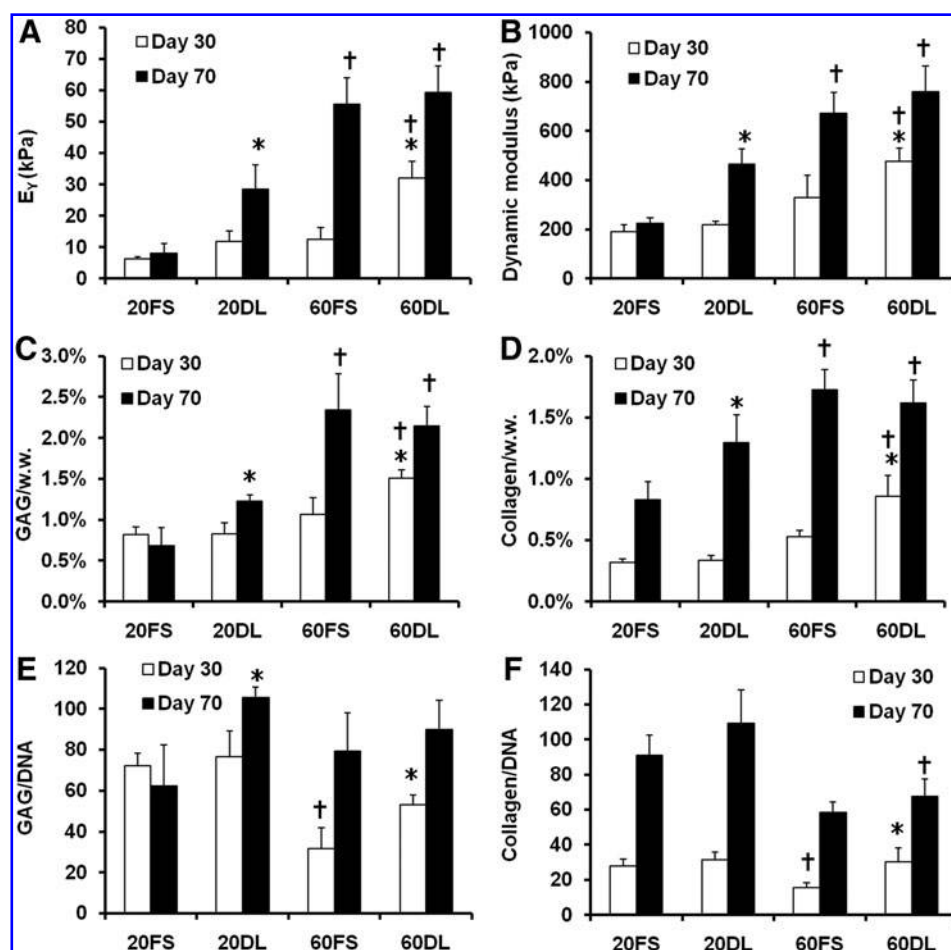 A
80
70
60
50
40
30
20
10
0
E_Y (kPa)
Day 30
Day 70
*
†
†
*
†
20FS 20DL 60FS 60DL
B
1000
800
600
400
200
0
Dynamic modulus (kPa)
Day 30
Day 70
*
†
†
*
†
20FS 20DL 60FS 60DL
C
3.0%
2.5%
2.0%
1.5%
1.0%
0.5%
0.0%
GAG/w.w.
Day 30
Day 70
*
†
†
*
†
20FS 20DL 60FS 60DL
D
2.0%
1.5%
1.0%
0.5%
0.0%
Collagen/w.w.
Day 30
Day 70
*
†
†
*
†
20FS 20DL 60FS 60DL
E
120
100
80
60
40
20
0
GAG/DNA
Day 30
Day 70
*
†
*
20FS 20DL 60FS 60DL
F
140
120
100
80
60
40
20
0
Collagen/DNA
Day 30
Day 70
†
*
†
20FS 20DL 60FS 60DL